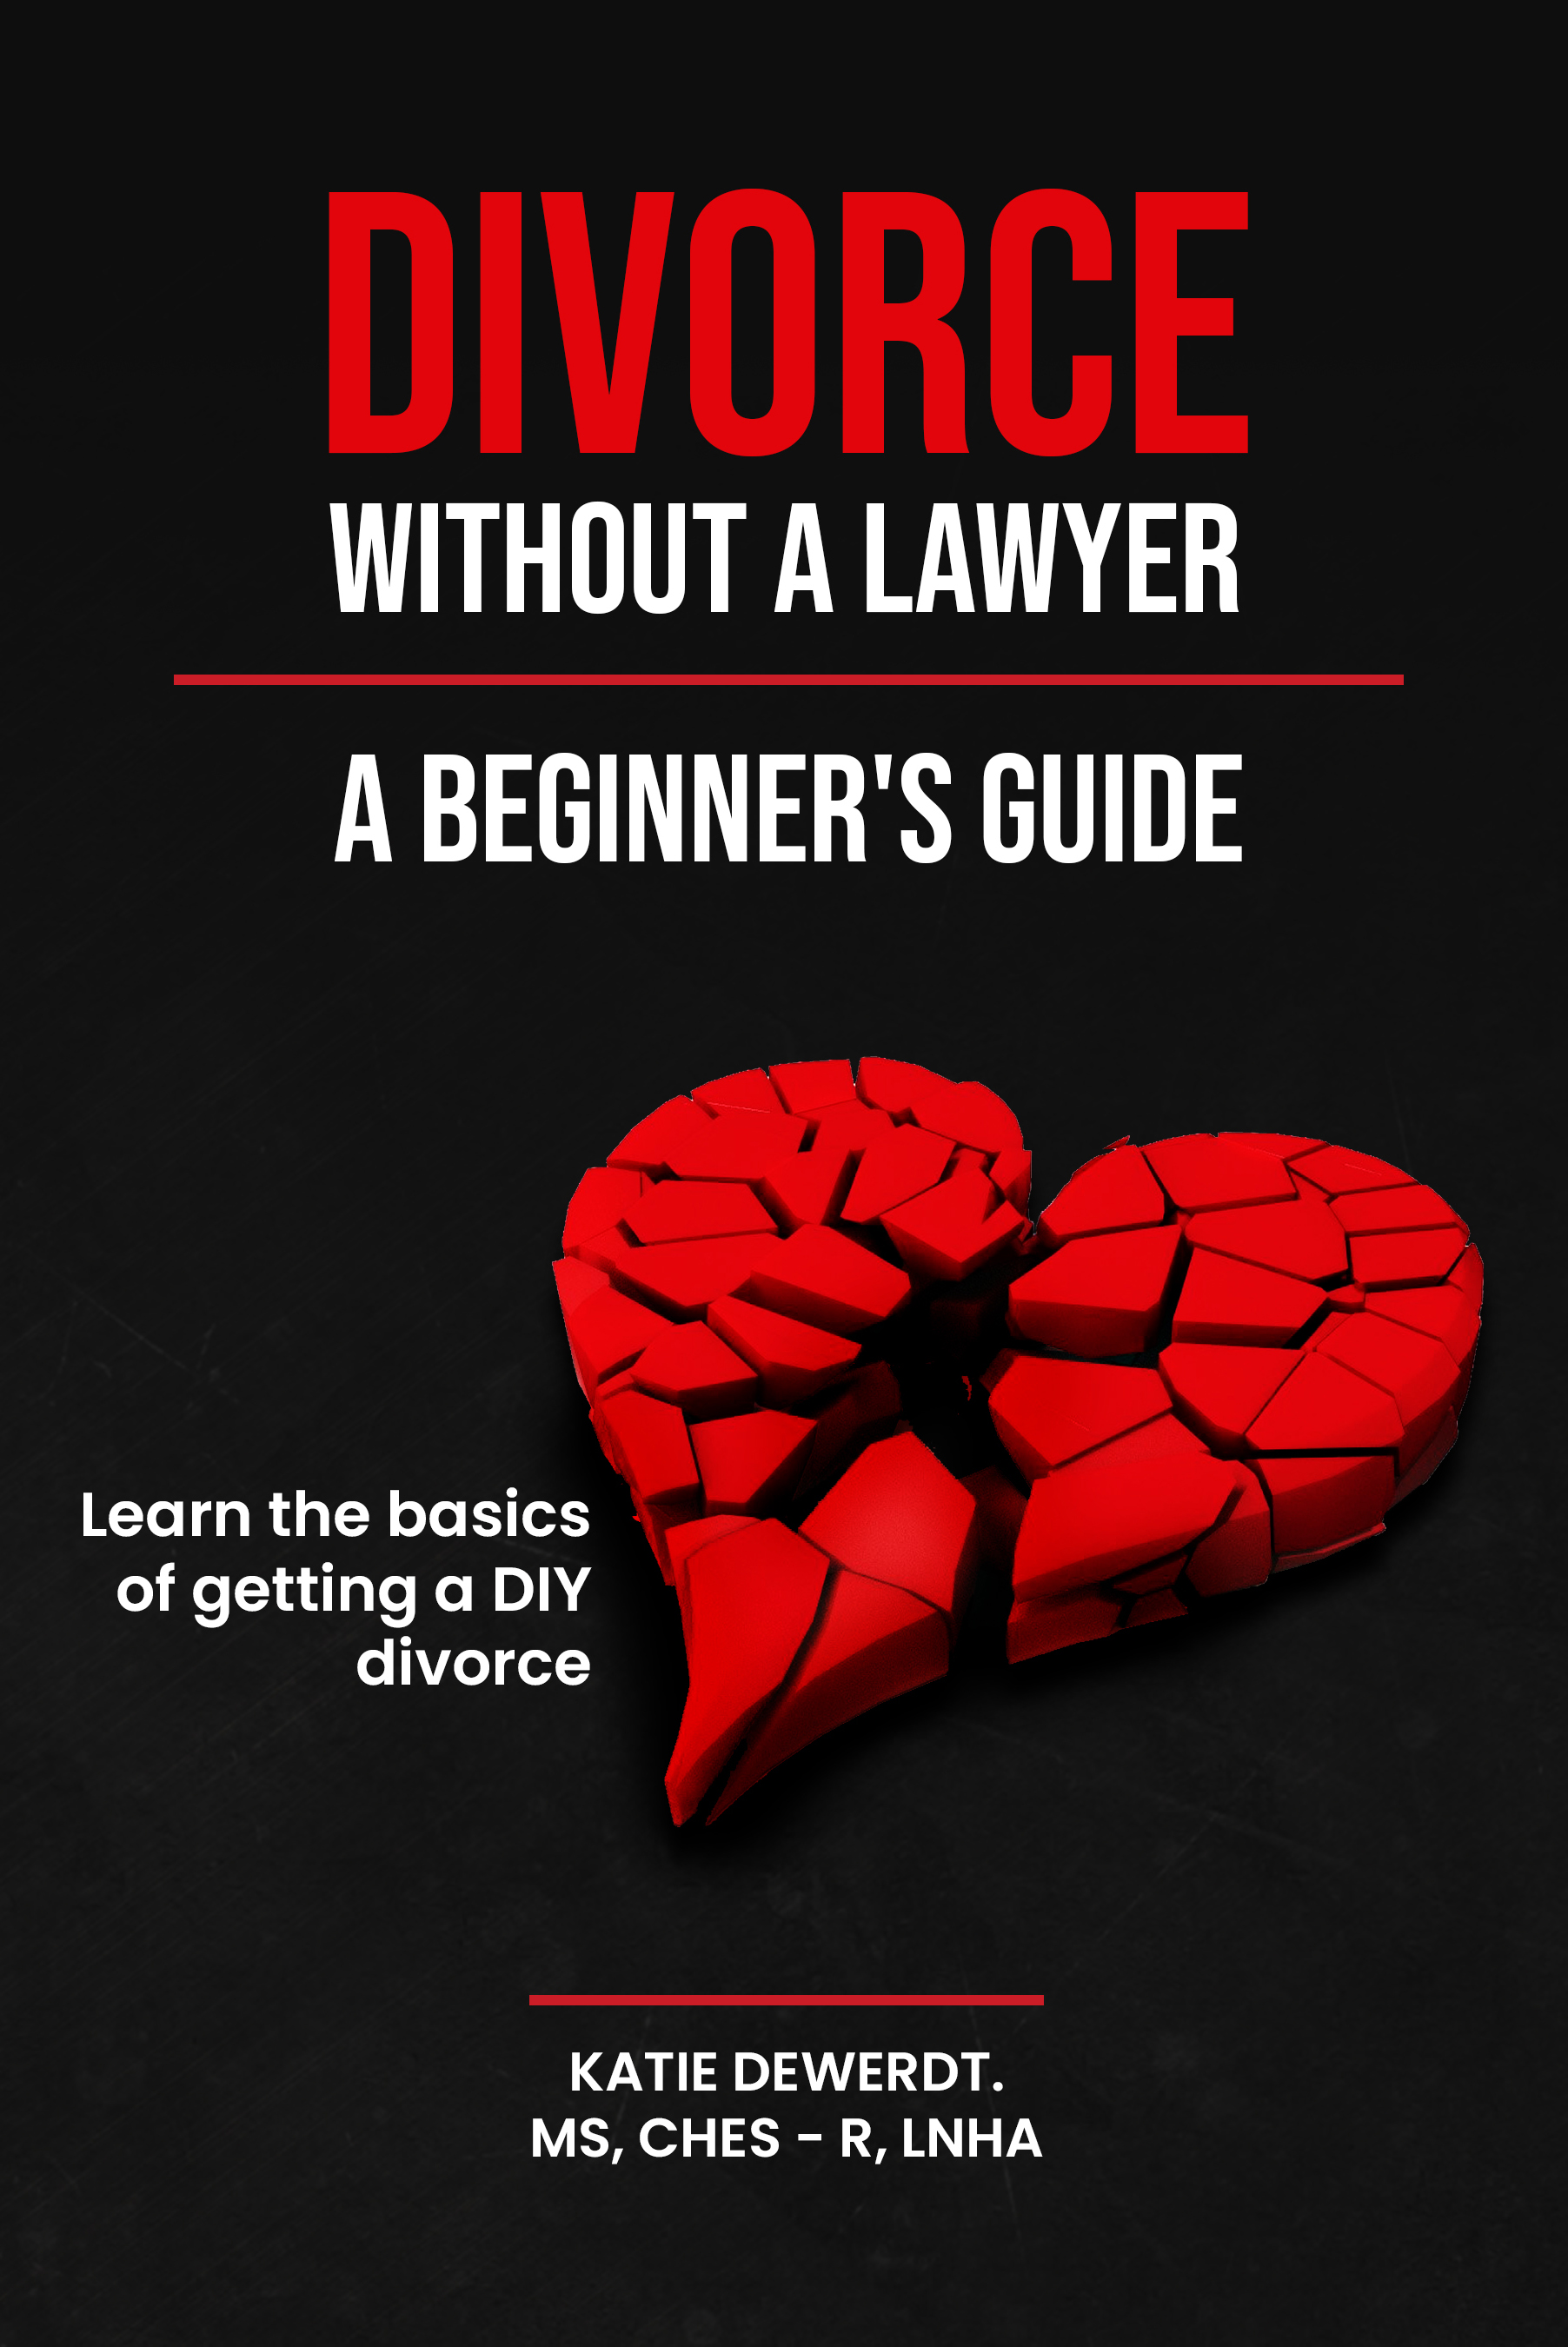 DIVORCE
WITHOUT A LAWYER
A BEGINNER'S GUIDE
Learn the basics
of getting a DIY
divorce
KATIE DEWERDT.
MS, CHES - R, LNHA